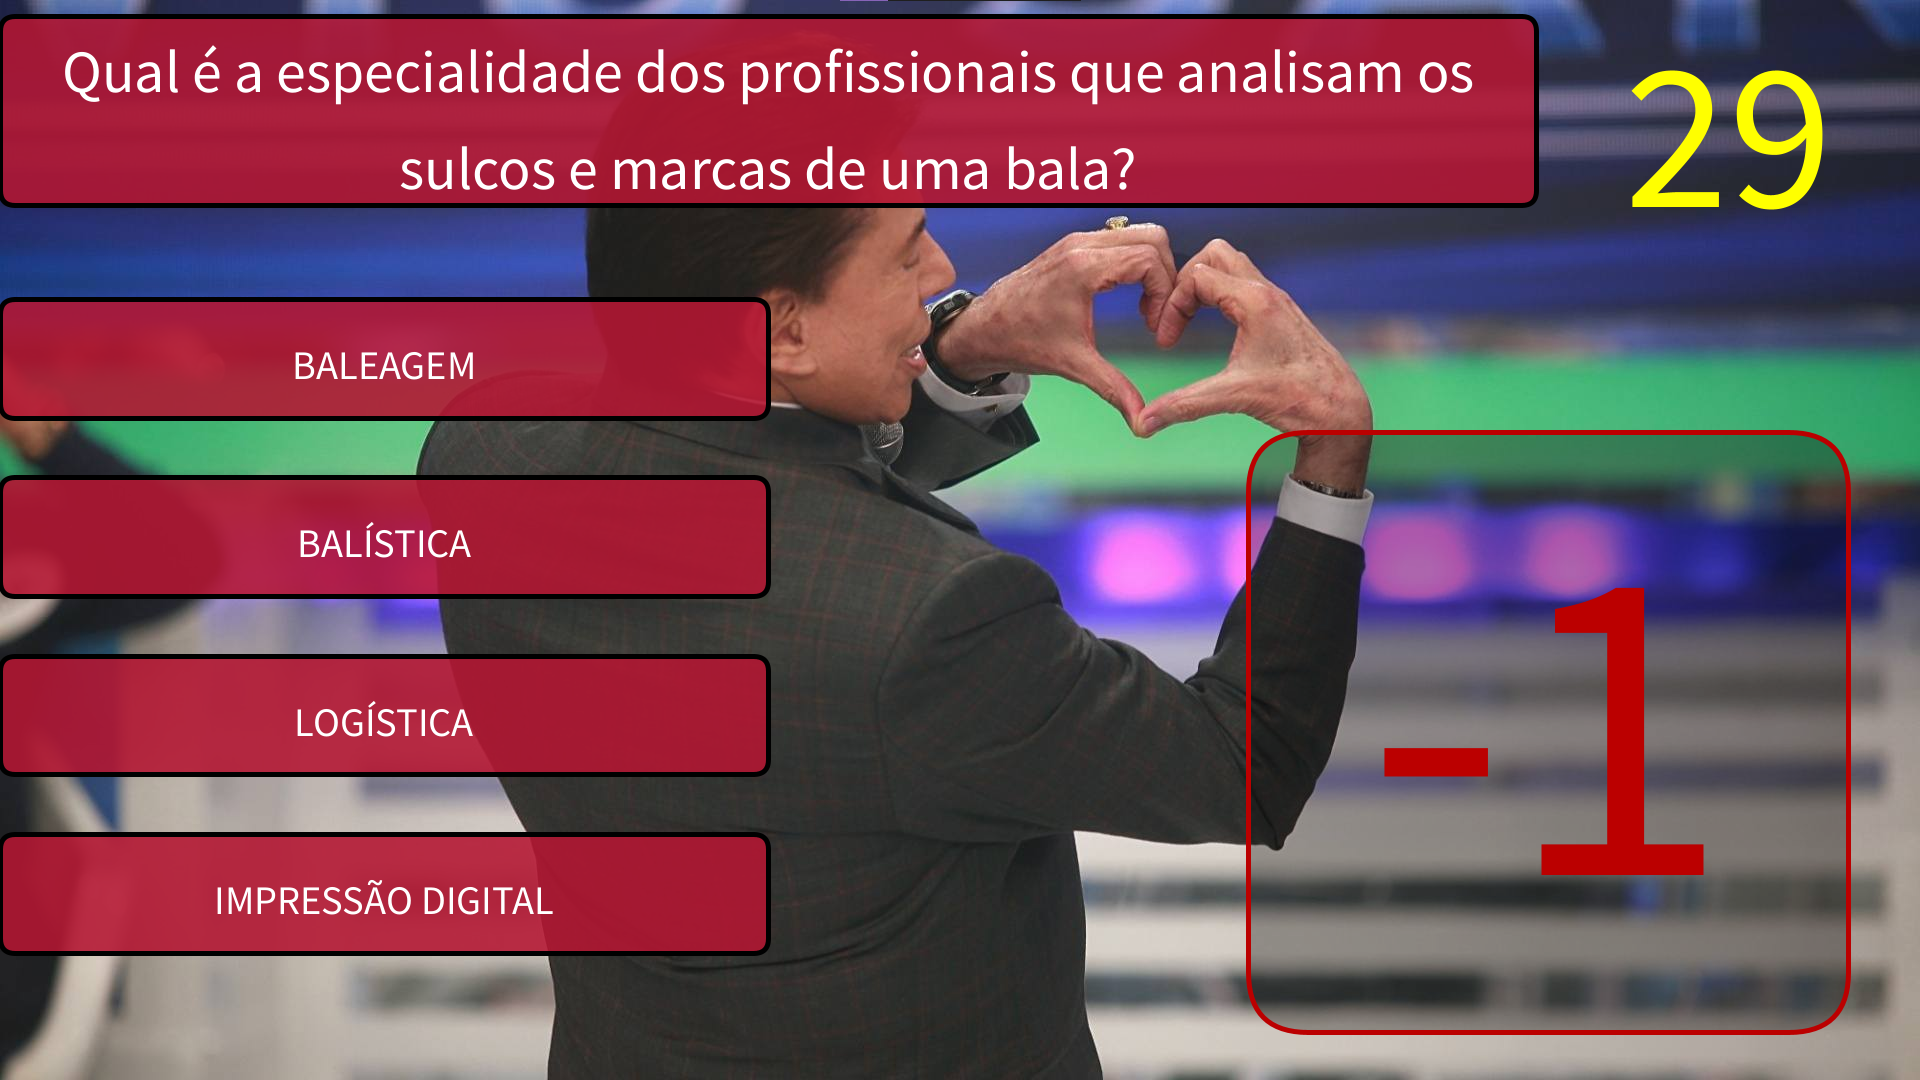 Qual é a especialidade dos profissionais que analisam os
sulcos e marcas de uma bala?
29
BALEAGEM
BALÍSTICA
LOGÍSTICA
IMPRESSÃO DIGITAL
-1